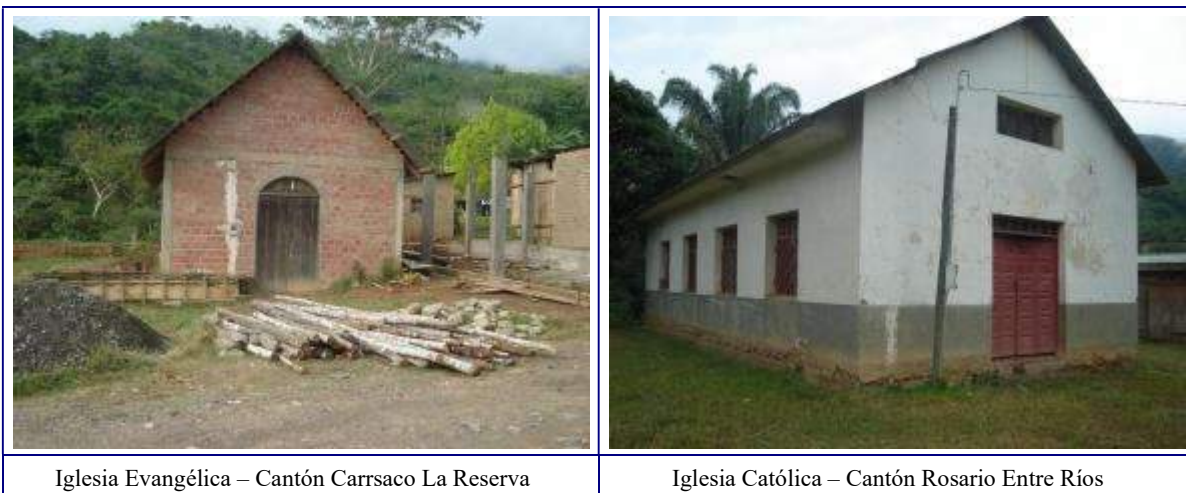 Iglesia Evangélica – Cantón Carrsaco La Reserva
Iglesia Católica – Cantón Rosario Entre Ríos